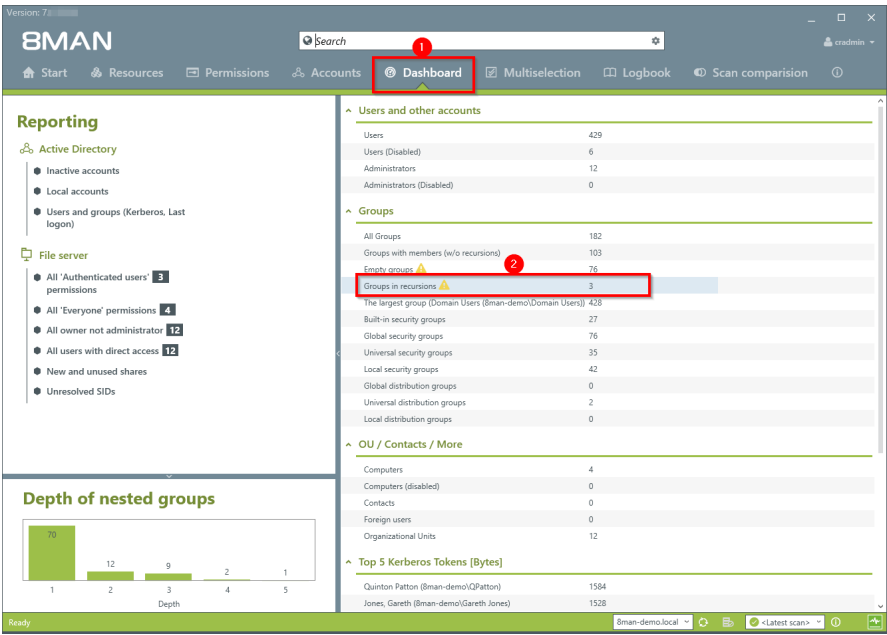 Version: 7.
8MAN
Search
1
cradmin
Start
Resources
Permissions
Accounts
Dashboard
Multiselection
Logbook
Scan comparision
Reporting
Active Directory
Inactive accounts
Local accounts
Users and groups (Kerberos, Last
logon)
File server
All 'Authenticated users' 3
permissions
All 'Everyone' permissions 4
All owner not administrator 12
All users with direct access 12
New and unused shares
Unresolved SIDs
Depth of nested groups
70
12
9
2
1
1 2 3 4 5
Depth
Users and other accounts
Users 429
Users (Disabled) 6
Administrators 12
Administrators (Disabled) 0
Groups
All Groups 182
Groups with members (w/o recursions) 103
2
Empty groups 76
Groups in recursions 3
The largest group (Domain Users (8man-demo\Domain Users)) 428
Built-in security groups 27
Global security groups 76
Universal security groups 35
Local security groups 42
Global distribution groups 0
Universal distribution groups 2
Local distribution groups 0
OU / Contacts / More
Computers 4
Computers (disabled) 0
Contacts 0
Foreign users 0
Organizational Units 12
Top 5 Kerberos Tokens [Bytes]
Quinton Patton (8man-demo\QPatton) 1584
Jones, Gareth (8man-demo\Gareth Jones) 1528
Ready
8man-demo.local
<Latest scan>